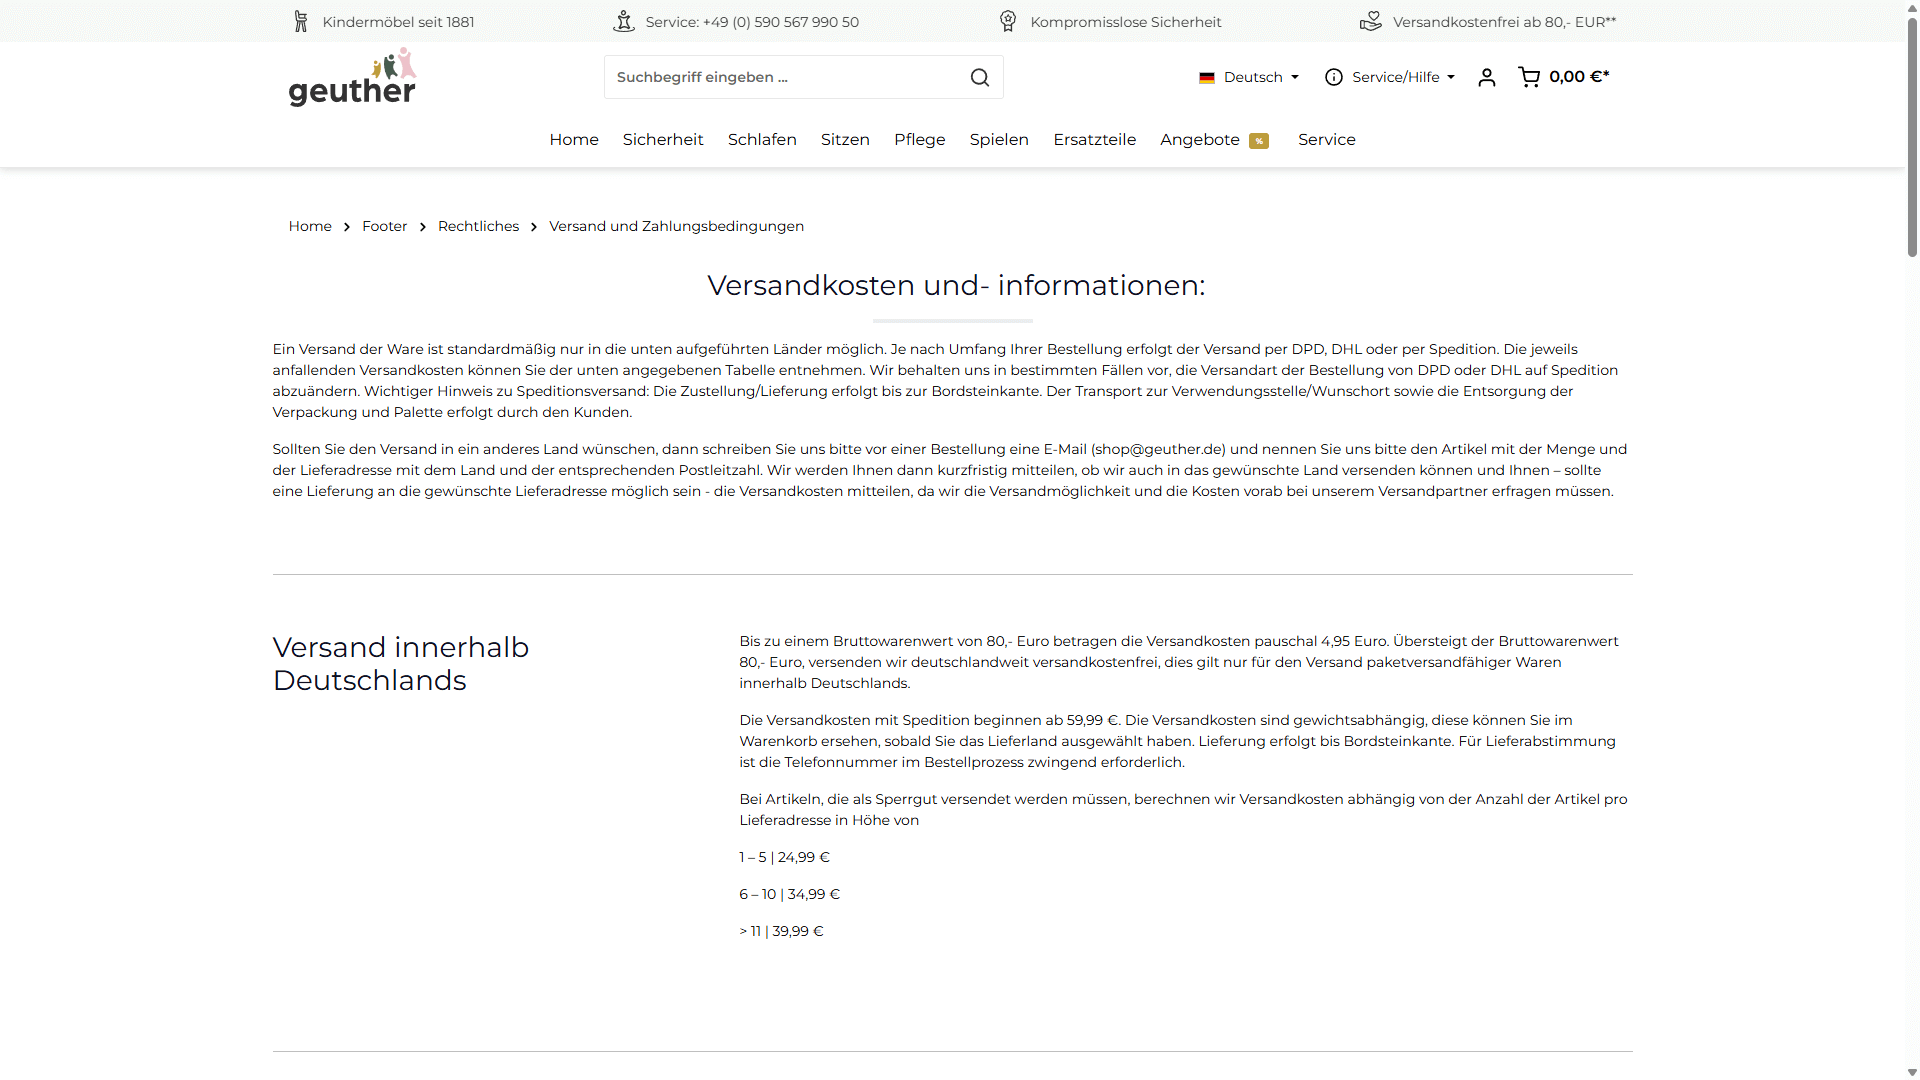 Kindermöbel seit 1881
Service: +49 (0) 590 567 990 50
Kompromisslose Sicherheit
Versandkostenfrei ab 80,- EUR**
geuther
Suchbegriff eingeben ...
Deutsch
Service/Hilfe
0,00 €*
Home
Sicherheit
Schlafen
Sitzen
Pflege
Spielen
Ersatzteile
Angebote %
Service
Home > Footer > Rechtliches > Versand und Zahlungsbedingungen
Versandkosten und- informationen:
Ein Versand der Ware ist standardmäßig nur in die unten aufgeführten Länder möglich. Je nach Umfang Ihrer Bestellung erfolgt der Versand per DPD, DHL oder per Spedition. Die jeweils
anfallenden Versandkosten können Sie der unten angegebenen Tabelle entnehmen. Wir behalten uns in bestimmten Fällen vor, die Versandart der Bestellung von DPD oder DHL auf Spedition
abzuändern. Wichtiger Hinweis zu Speditionsversand: Die Zustellung/Lieferung erfolgt bis zur Bordsteinkante. Der Transport zur Verwendungsstelle/Wunschort sowie die Entsorgung der
Verpackung und Palette erfolgt durch den Kunden.
Sollten Sie den Versand in ein anderes Land wünschen, dann schreiben Sie uns bitte vor einer Bestellung eine E-Mail (shop@geuther.de) und nennen Sie uns bitte den Artikel mit der Menge und
der Lieferadresse mit dem Land und der entsprechenden Postleitzahl. Wir werden Ihnen dann kurzfristig mitteilen, ob wir auch in das gewünschte Land versenden können und Ihnen – sollte
eine Lieferung an die gewünschte Lieferadresse möglich sein - die Versandkosten mitteilen, da wir die Versandmöglichkeit und die Kosten vorab bei unserem Versandpartner erfragen müssen.
Versand innerhalb
Deutschlands
Bis zu einem Bruttowarenwert von 80,- Euro betragen die Versandkosten pauschal 4,95 Euro. Übersteigt der Bruttowarenwert
80,- Euro, versenden wir deutschlandweit versandkostenfrei, dies gilt nur für den Versand paketversandfähiger Waren
innerhalb Deutschlands.
Die Versandkosten mit Spedition beginnen ab 59,99 €. Die Versandkosten sind gewichtsabhängig, diese können Sie im
Warenkorb ersehen, sobald Sie das Lieferland ausgewählt haben. Lieferung erfolgt bis Bordsteinkante. Für Lieferabstimmung
ist die Telefonnummer im Bestellprozess zwingend erforderlich.
Bei Artikeln, die als Sperrgut versendet werden müssen, berechnen wir Versandkosten abhängig von der Anzahl der Artikel pro
Lieferadresse in Höhe von
1 – 5 | 24,99 €
6 – 10 | 34,99 €
> 11 | 39,99 €